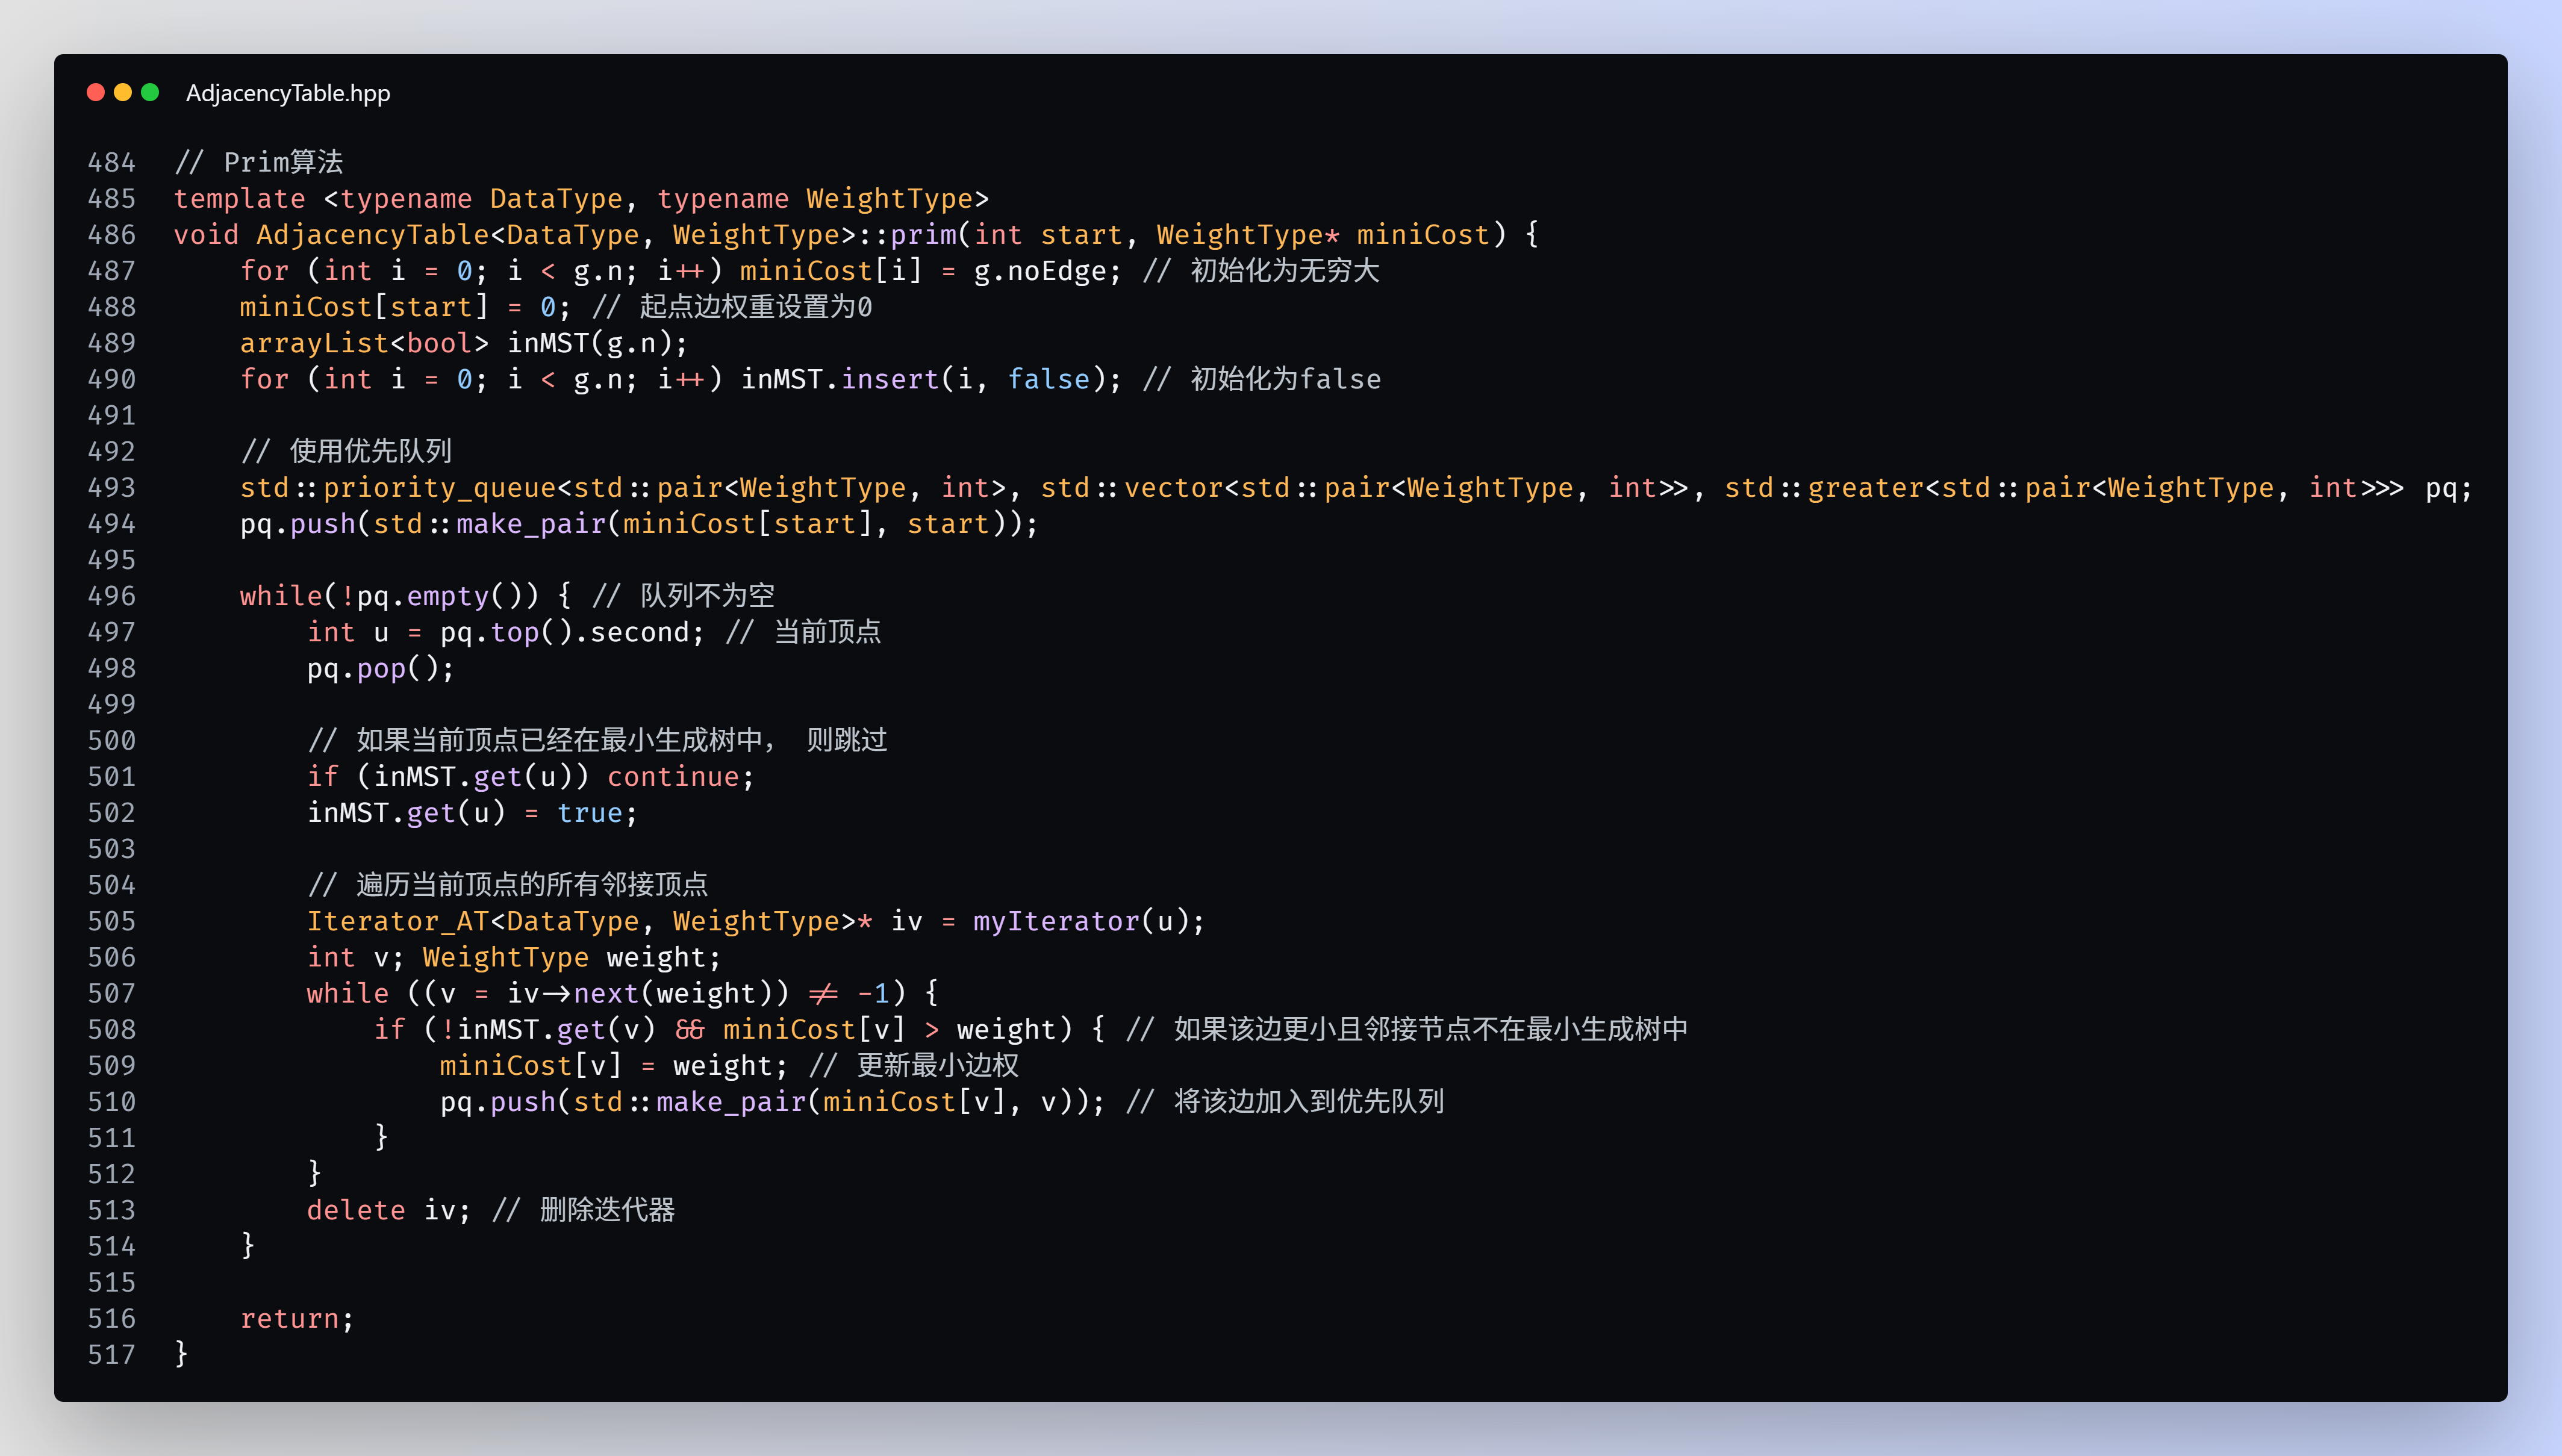 AdjacencyTable.hpp
484 // Prim算法
485 template <typename DataType, typename WeightType>
486 void AdjacencyTable<DataType, WeightType>::prim(int start, WeightType* miniCost) {
487     for (int i = 0; i < g.n; i++) miniCost[i] = g.noEdge; // 初始化为无穷大
488     miniCost[start] = 0; // 起点边权重设置为0
489     arrayList<bool> inMST(g.n);
490     for (int i = 0; i < g.n; i++) inMST.insert(i, false); // 初始化为false
491
492     // 使用优先队列
493     std::priority_queue<std::pair<WeightType, int>, std::vector<std::pair<WeightType, int>>, std::greater<std::pair<WeightType, int>>> pq;
494     pq.push(std::make_pair(miniCost[start], start));
495
496     while(!pq.empty()) { // 队列不为空
497         int u = pq.top().second; // 当前顶点
498         pq.pop();
499
500         // 如果当前顶点已经在最小生成树中， 则跳过
501         if (inMST.get(u)) continue;
502         inMST.get(u) = true;
503
504         // 遍历当前顶点的所有邻接顶点
505         Iterator_AT<DataType, WeightType>* iv = myIterator(u);
506         int v; WeightType weight;
507         while ((v = iv->next(weight)) != -1) {
508             if (!inMST.get(v) && miniCost[v] > weight) { // 如果该边更小且邻接节点不在最小生成树中
509                 miniCost[v] = weight; // 更新最小边权
510                 pq.push(std::make_pair(miniCost[v], v)); // 将该边加入到优先队列
511             }
512         }
513         delete iv; // 删除迭代器
514     }
515
516     return;
517 }